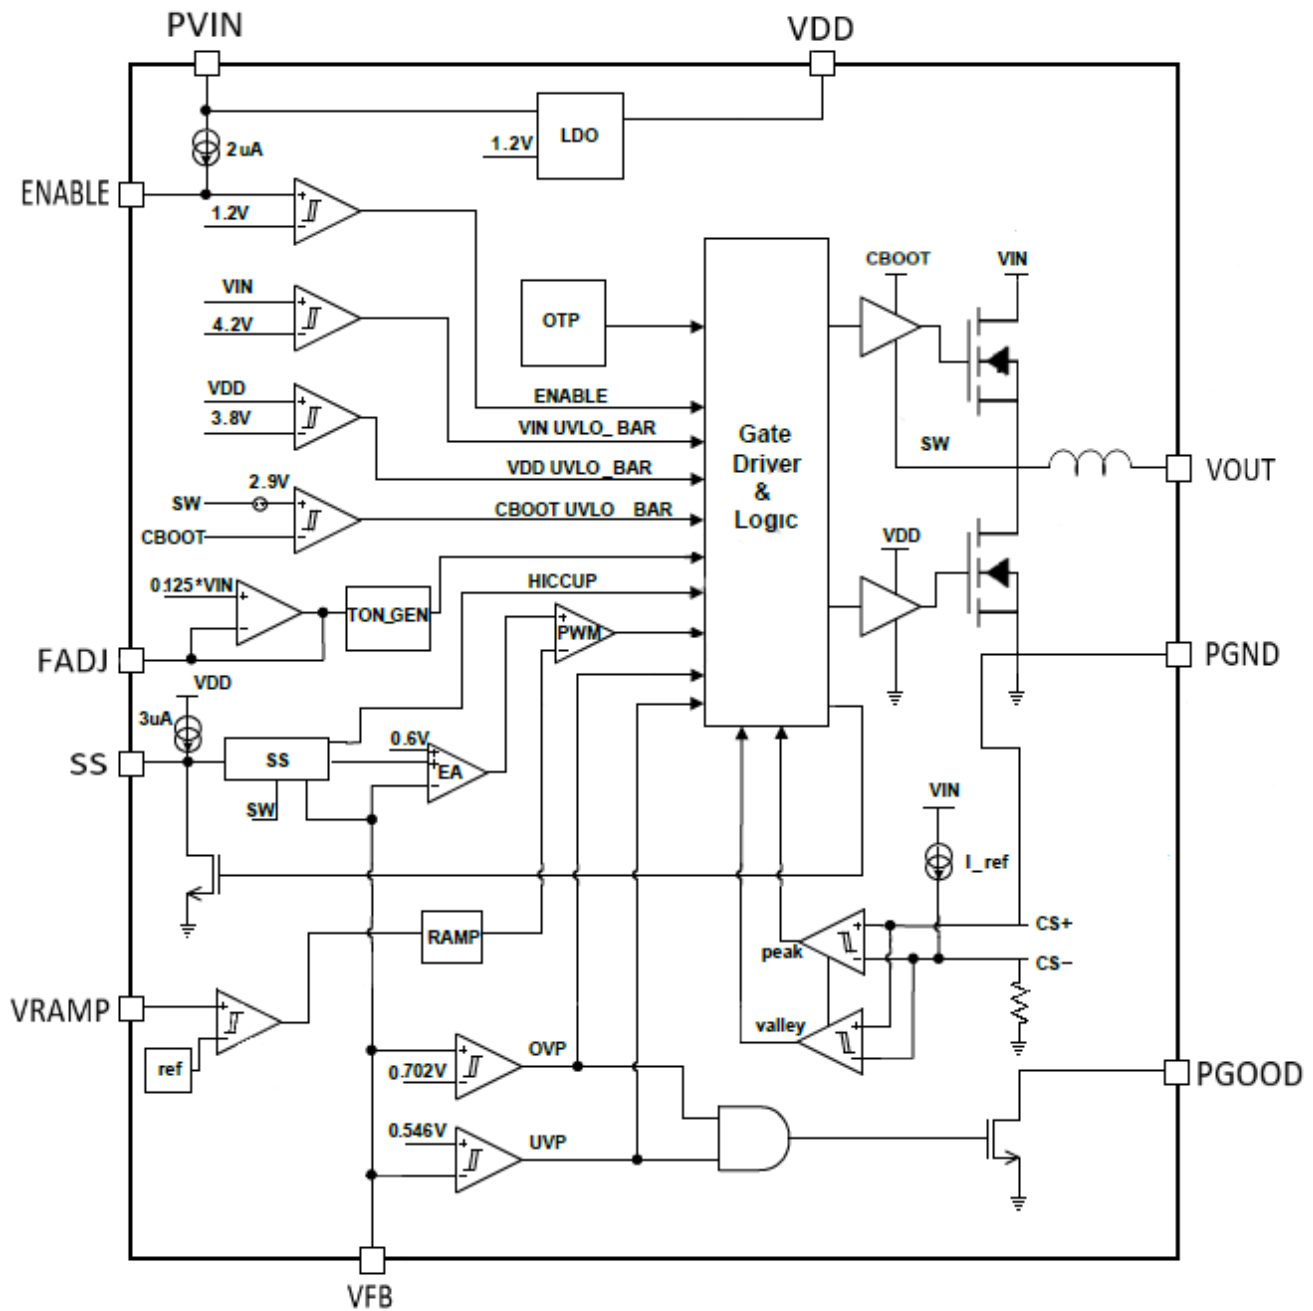 PVIN
VDD
LDO
1.2V
2uA
ENABLE
1.2V
VIN
4.2V
OTP
CBOOT
VIN
VDD
3.8V
ENABLE
VIN UVLO_BAR
VDD UVLO_BAR
Gate
Driver
&
Logic
SW
VOUT
2.9V
SW
CBOOT
CBOOT UVLO_BAR
VDD
0.125*VIN
TON_GEN
HICCUP
PWM
FADJ
PGND
VDD
3uA
SS
SS
0.6V
EA
SW
VIN
I_ref
RAMP
CS+
peak
CS−
VRAMP
valley
ref
OVP
0.702V
PGOOD
0.546V
UVP
VFB